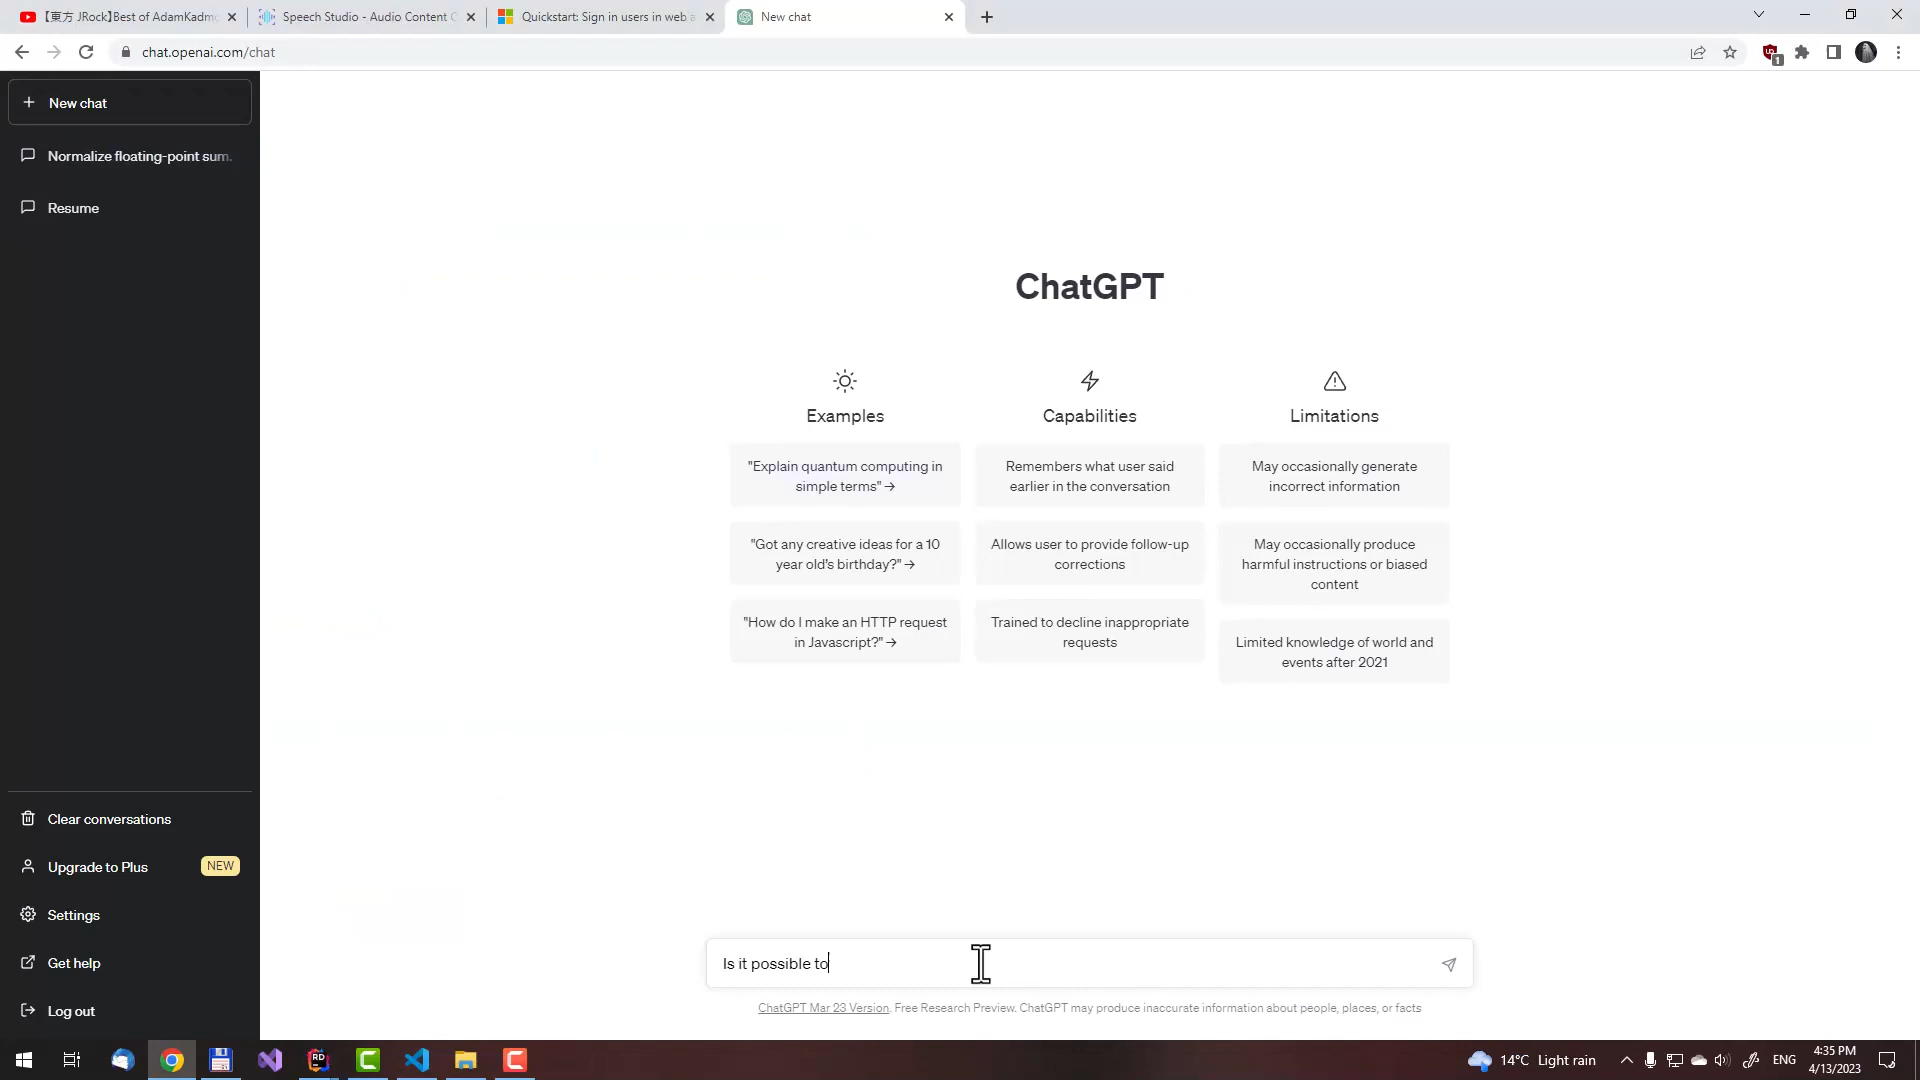 【東方 JRock】Best of AdamKadmo
Speech Studio - Audio Content C
Quickstart: Sign in users in web a
New chat
chat.openai.com/chat
1
New chat
Normalize floating-point sum.
Resume
ChatGPT
Examples
Capabilities
Limitations
"Explain quantum computing in
simple terms" →
Remembers what user said
earlier in the conversation
May occasionally generate
incorrect information
"Got any creative ideas for a 10
year old's birthday?" →
Allows user to provide follow-up
corrections
May occasionally produce
harmful instructions or biased
content
"How do I make an HTTP request
in Javascript?" →
Trained to decline inappropriate
requests
Limited knowledge of world and
events after 2021
Clear conversations
Upgrade to Plus
NEW
Settings
Get help
Log out
Is it possible to
ChatGPT Mar 23 Version. Free Research Preview. ChatGPT may produce inaccurate information about people, places, or facts
RD
C
C
14°C Light rain
ENG
4:35 PM
4/13/2023